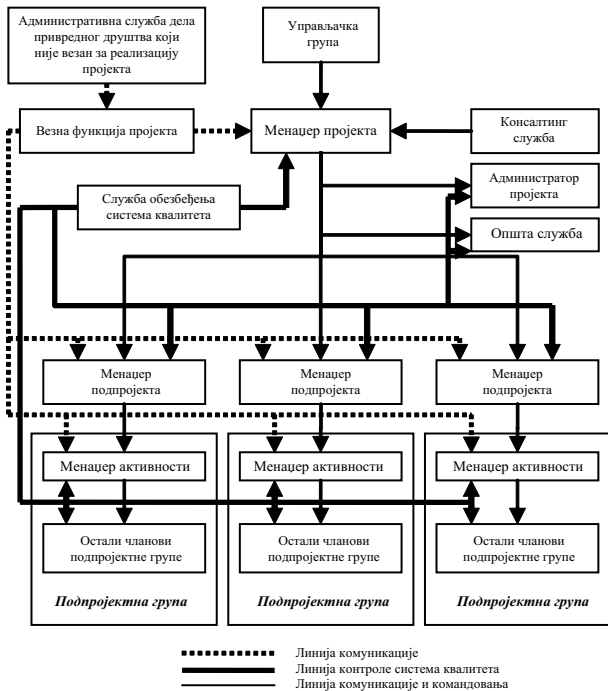 Административна служба дела
привредног друштва који
није везан за реализацију
пројекта
Управљачка
група
Везна функција пројекта
Менаџер пројекта
Консалтинг
служба
Служба обезбеђења
система квалитета
Администратор
пројекта
Општа служба
Менаџер
подпројекта
Менаџер
подпројекта
Менаџер
подпројекта
Менаџер активности
Менаџер активности
Менаџер активности
Остали чланови
подпројектне групе
Остали чланови
подпројектне групе
Остали чланови
подпројектне групе
Подпројектна група
Подпројектна група
Подпројектна група
Линија комуникације
Линија контроле система квалитета
Линија комуникације и командовања